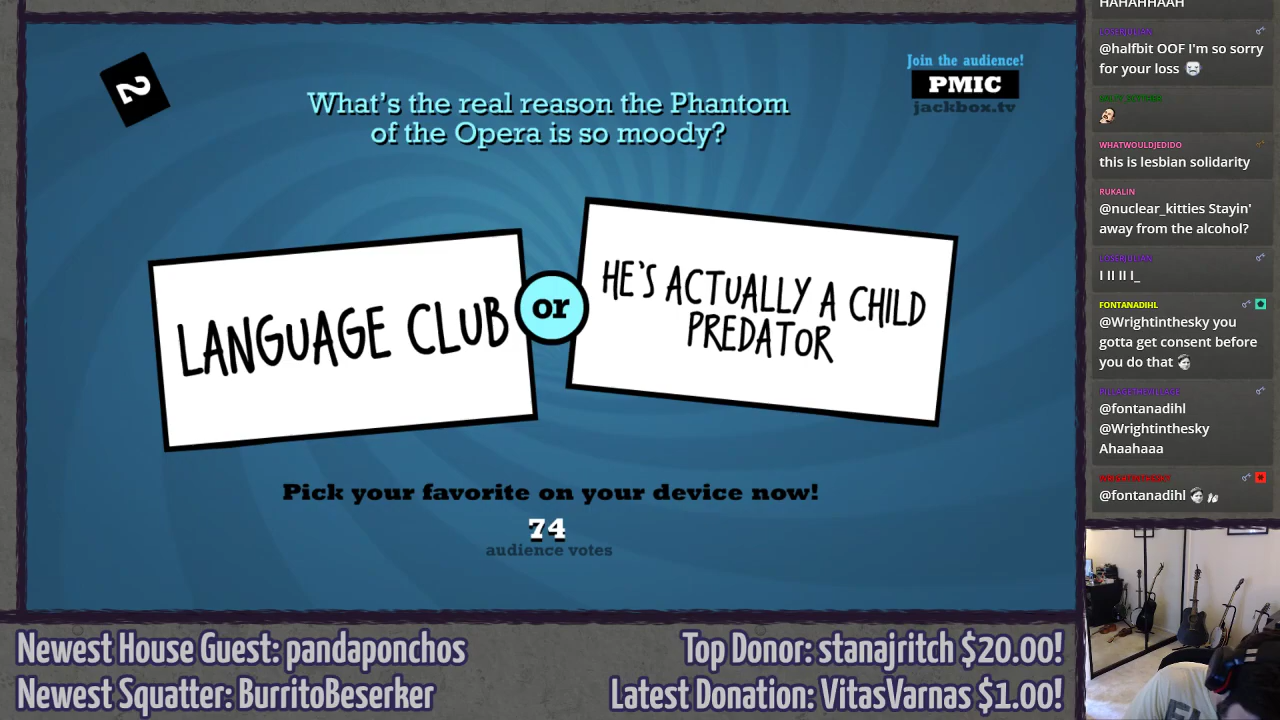 2
What's the real reason the Phantom
of the Opera is so moody?
Join the audience!
PMIC
jackbox.tv
LANGUAGE CLUB
or
HE'S ACTUALLY A CHILD
PREDATOR
Pick your favorite on your device now!
74
audience votes
HAHAHHAAH
@halfbit OOF I'm so sorry
for your loss
WHATWOULDJEDIDO
this is lesbian solidarity
RUKALIN
@nuclear_kitties Stayin'
away from the alcohol?
I II II I_
FONTANADIHL
@Wrightinthesky you
gotta get consent before
you do that
@fontanadihl
@Wrightinthesky
Ahaahaaa
@fontanadihl
Newest House Guest: pandaponchos
Top Donor: stanajritch $20.00!
Newest Squatter: BurritoBeserker
Latest Donation: VitasVarnas $1.00!